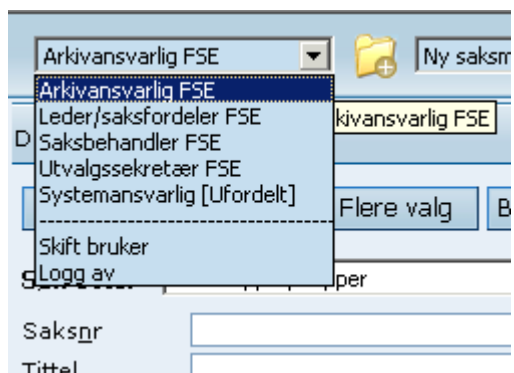 Arkivansvarlig FSE
Ny saksm
Arkivansvarlig FSE
Leder/saksfordeler FSE
kivansvarlig FSE
D
Saksbehandler FSE
Utvalgssekretær FSE
Systemansvarlig [Ufordelt]
Flere valg
B
Skift bruker
Logg av
per
Saksnr
Tittel